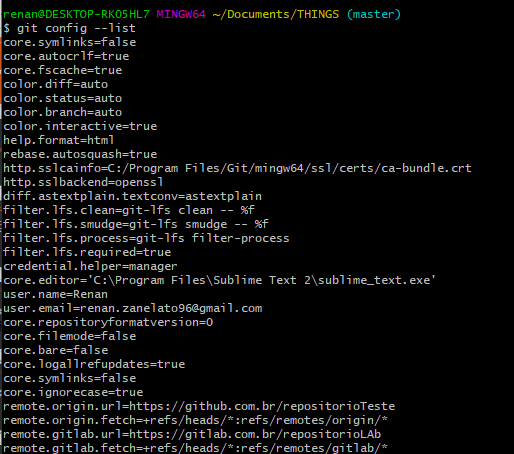 renan@DESKTOP-RKO5HL7 MINGW64 ~/Documents/THINGS (master)
$ git config --list
core.symlinks=false
core.autocrlf=true
core.fscache=true
color.diff=auto
color.status=auto
color.branch=auto
color.interactive=true
help.format=html
rebase.autosquash=true
http.sslcainfo=C:/Program Files/Git/mingw64/ssl/certs/ca-bundle.crt
http.sslbackend=openssl
diff.astextplain.textconv=astextplain
filter.lfs.clean=git-lfs clean -- %f
filter.lfs.smudge=git-lfs smudge -- %f
filter.lfs.process=git-lfs filter-process
filter.lfs.required=true
credential.helper=manager
core.editor='C:\Program Files\Sublime Text 2\sublime_text.exe'
user.name=Renan
user.email=renan.zanelato96@gmail.com
core.repositoryformatversion=0
core.filemode=false
core.bare=false
core.logallrefupdates=true
core.symlinks=false
core.ignorecase=true
remote.origin.url=https://github.com.br/repositorioTeste
remote.origin.fetch=+refs/heads/*:refs/remotes/origin/*
remote.gitlab.url=https://gitlab.com.br/repositorioLAb
remote.gitlab.fetch=+refs/heads/*:refs/remotes/gitlab/*